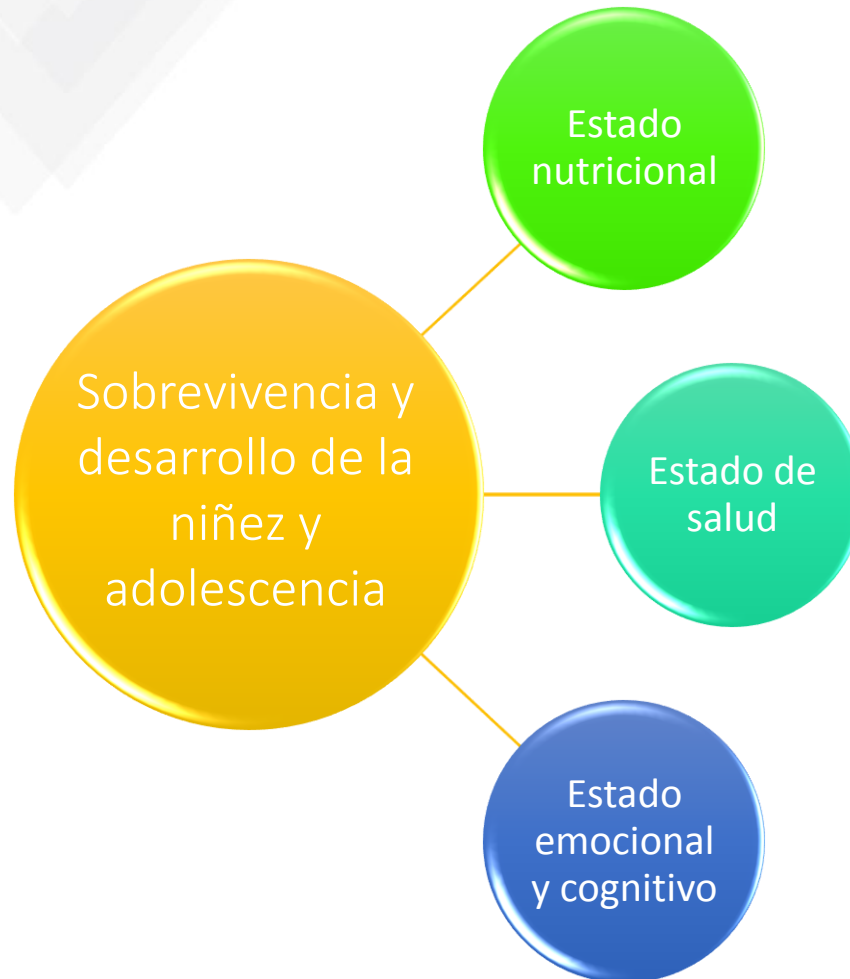 Estado
nutricional
Sobrevivencia y
desarrollo de la
niñez y
adolescencia
Estado de
salud
Estado
emocional
y cognitivo